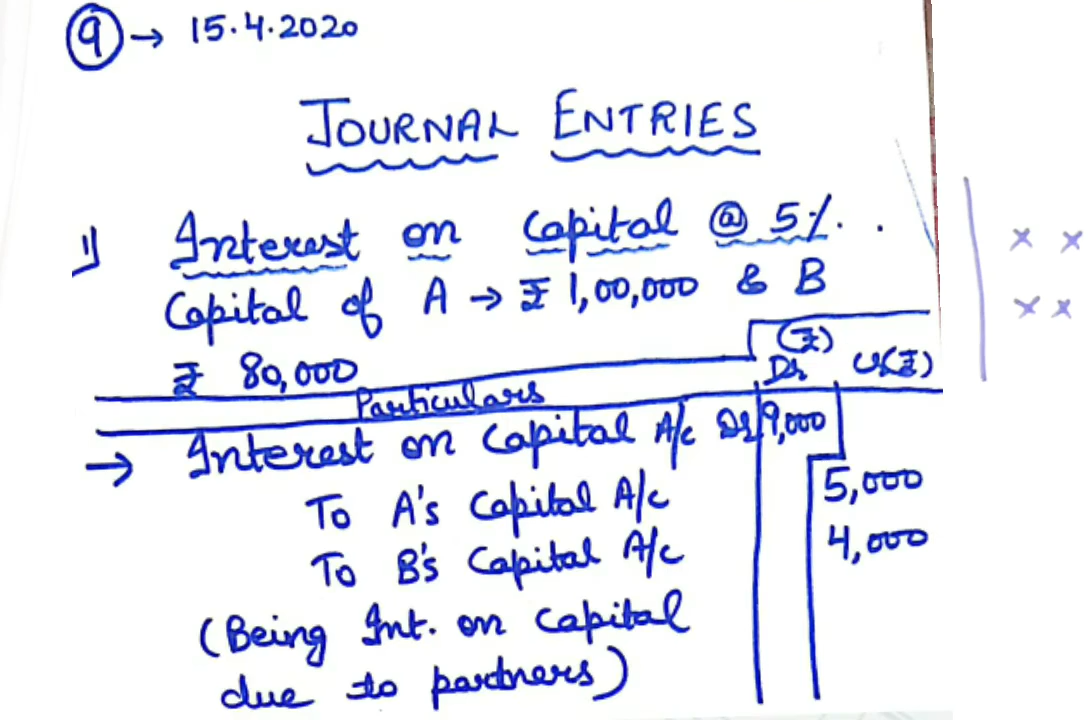 9 → 15.4.2020
JOURNAL ENTRIES
1) Interest on Capital @ 5%.
Capital of A → ₹ 1,00,000 & B
₹ 80,000
Particulars (₹) Dr Cr(₹)
→ Interest on Capital A/c Dr 9,000
To A's Capital A/c 5,000
To B's Capital A/c 4,000
(Being Int. on Capital
due to partners)